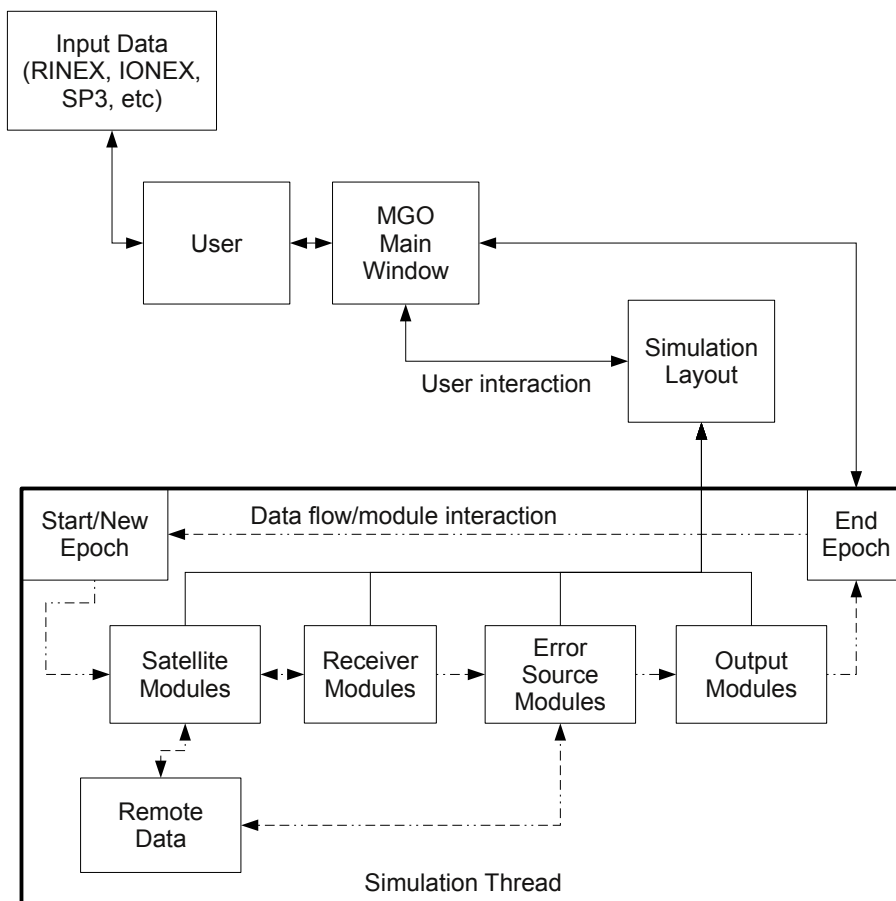 Input Data
(RINEX, IONEX,
SP3, etc)
User
MGO
Main
Window
Simulation
Layout
User interaction
Start/New
Epoch
Data flow/module interaction
End
Epoch
Satellite
Modules
Receiver
Modules
Error
Source
Modules
Output
Modules
Remote
Data
Simulation Thread